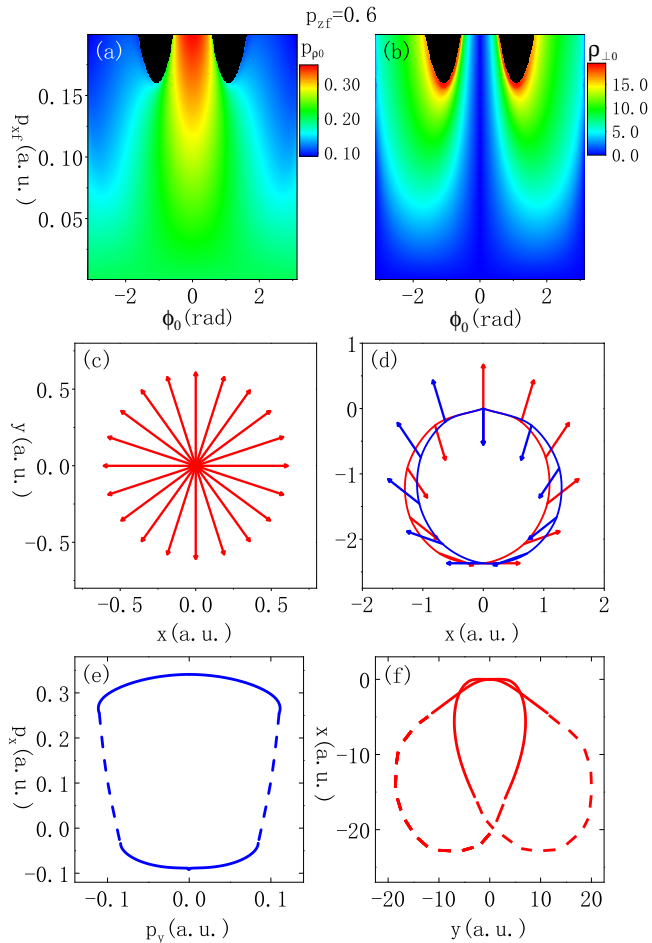 p_zf=0.6
(a)
p_ρ0
0.30
0.20
0.10
(b)
ρ_⊥0
15.0
10.0
5.0
0.0
p_xf(a.u.)
0.15
0.10
0.05
-2 0 2
ϕ_0(rad)
-2 0 2
ϕ_0(rad)
(c)
y(a.u.)
0.5
0.0
-0.5
-0.5 0.0 0.5
x(a.u.)
(d)
1
0
-1
-2
-2 -1 0 1 2
x(a.u.)
(e)
p_x(a.u.)
0.3
0.2
0.1
0.0
-0.1
-0.1 0.0 0.1
p_y(a.u.)
(f)
x(a.u.)
0
-10
-20
-20 -10 0 10 20
y(a.u.)